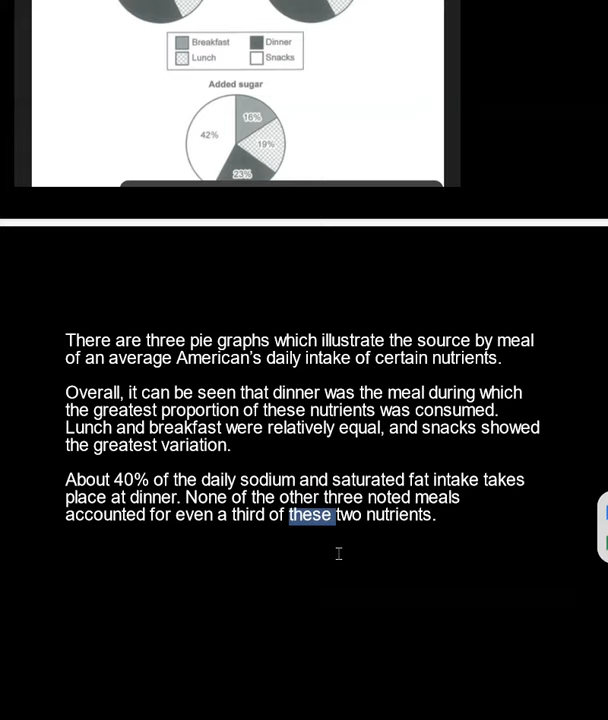 Breakfast Dinner
Lunch Snacks
Added sugar
16%
42%
19%
23%
There are three pie graphs which illustrate the source by meal
of an average American's daily intake of certain nutrients.
Overall, it can be seen that dinner was the meal during which
the greatest proportion of these nutrients was consumed.
Lunch and breakfast were relatively equal, and snacks showed
the greatest variation.
About 40% of the daily sodium and saturated fat intake takes
place at dinner. None of the other three noted meals
accounted for even a third of these two nutrients.